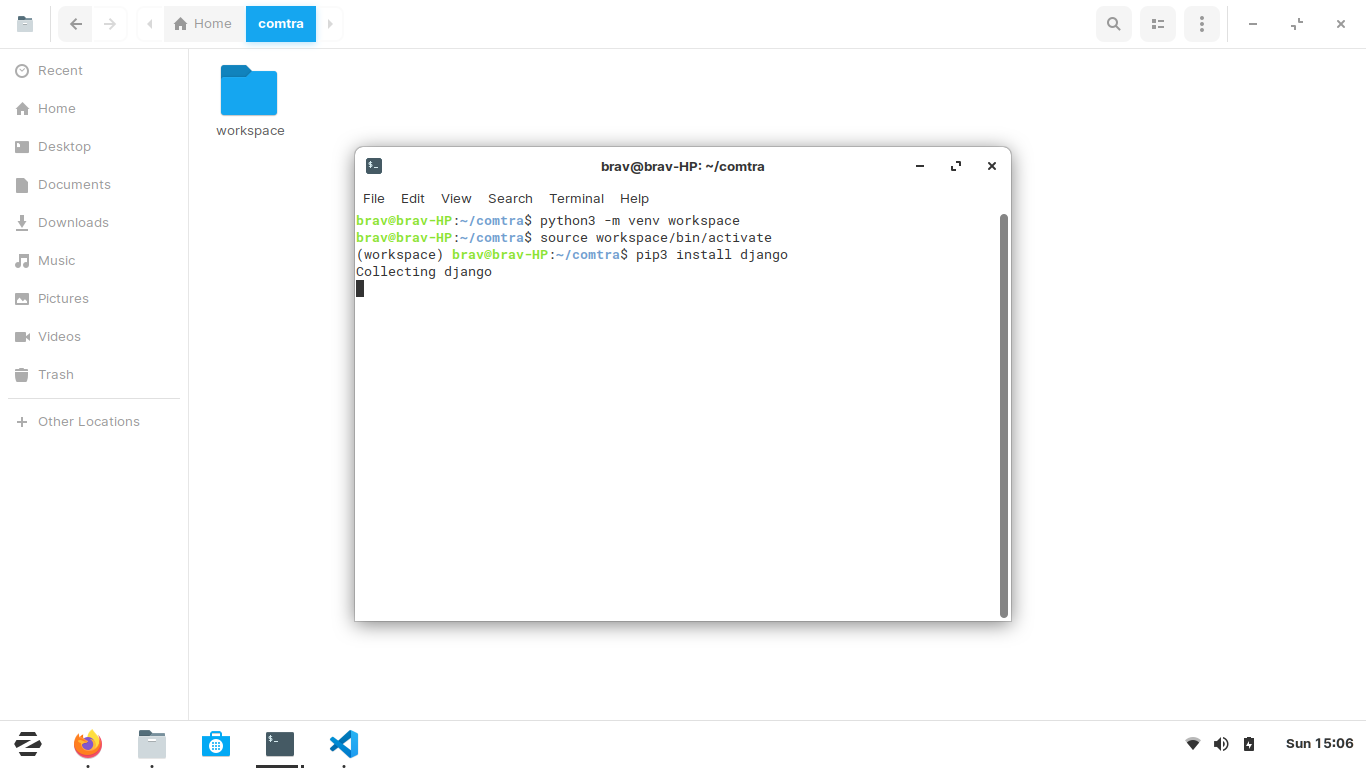 Home
comtra
Recent
Home
Desktop
Documents
Downloads
Music
Pictures
Videos
Trash
Other Locations
workspace
brav@brav-HP: ~/comtra
File Edit View Search Terminal Help
brav@brav-HP:~/comtra$ python3 -m venv workspace
brav@brav-HP:~/comtra$ source workspace/bin/activate
(workspace) brav@brav-HP:~/comtra$ pip3 install django
Collecting django
Sun 15:06